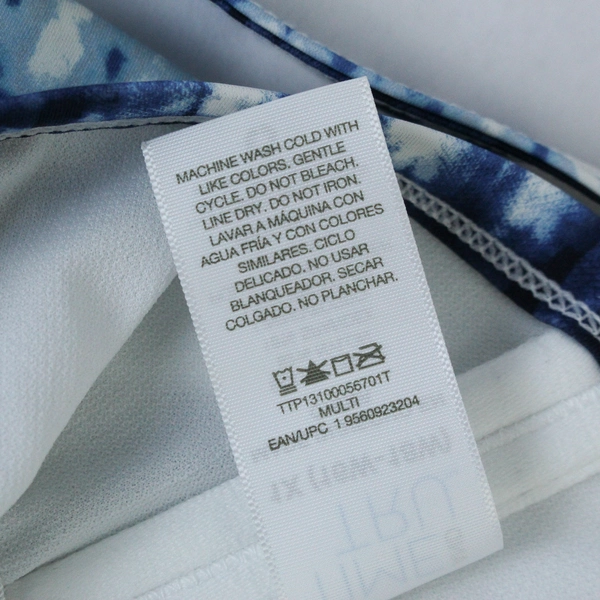 MACHINE WASH COLD WITH
LIKE COLORS. GENTLE
CYCLE. DO NOT BLEACH.
LINE DRY. DO NOT IRON.
LAVAR A MÁQUINA CON
AGUA FRÍA Y CON COLORES
SIMILARES. CICLO
DELICADO. NO USAR
BLANQUEADOR. SECAR
COLGADO. NO PLANCHAR.
TTP13100056701T
MULTI
EAN/UPC 1.9560923204
TRU